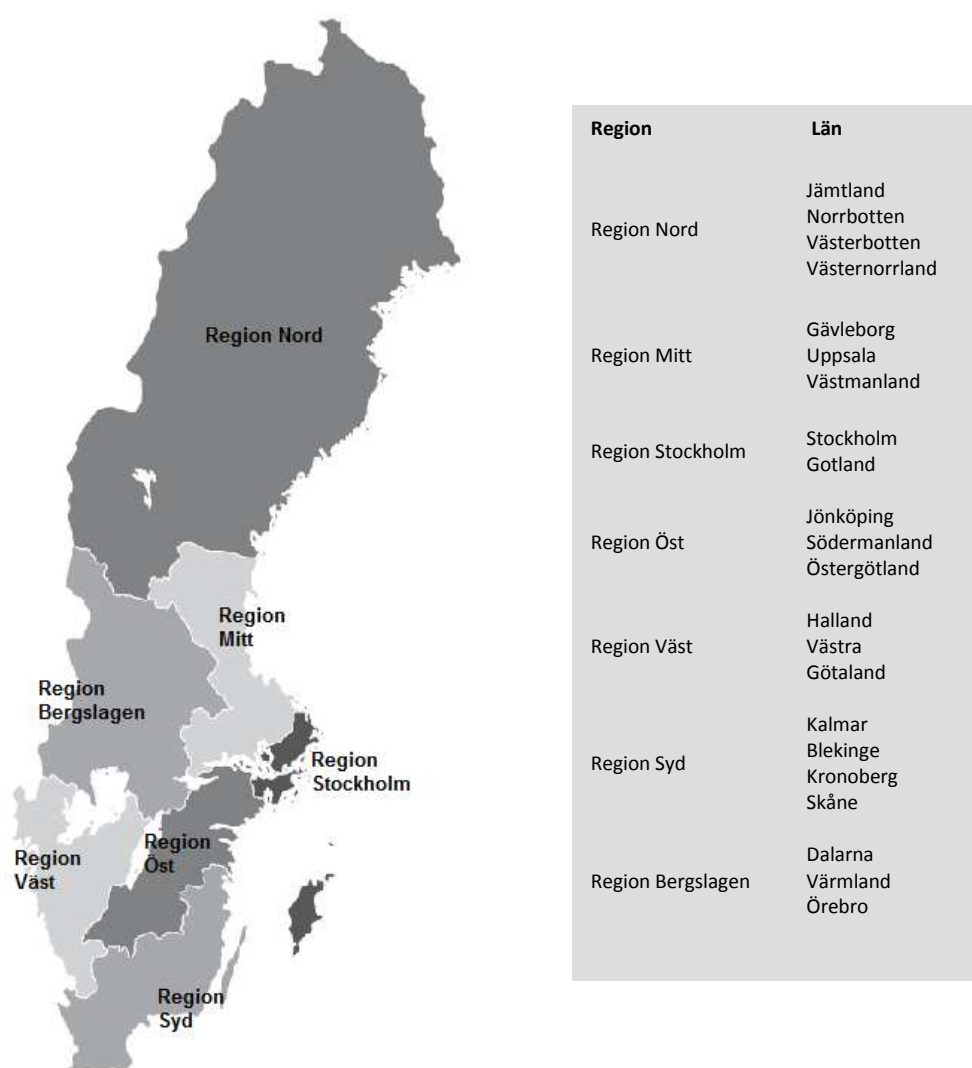 Region Nord
Region
Mitt
Region
Bergslagen
Region
Stockholm
Region
Öst
Region
Väst
Region
Syd
Region Län
Region Nord
Jämtland
Norrbotten
Västerbotten
Västernorrland
Region Mitt
Gävleborg
Uppsala
Västmanland
Region Stockholm
Stockholm
Gotland
Region Öst
Jönköping
Södermanland
Östergötland
Region Väst
Halland
Västra
Götaland
Region Syd
Kalmar
Blekinge
Kronoberg
Skåne
Region Bergslagen
Dalarna
Värmland
Örebro